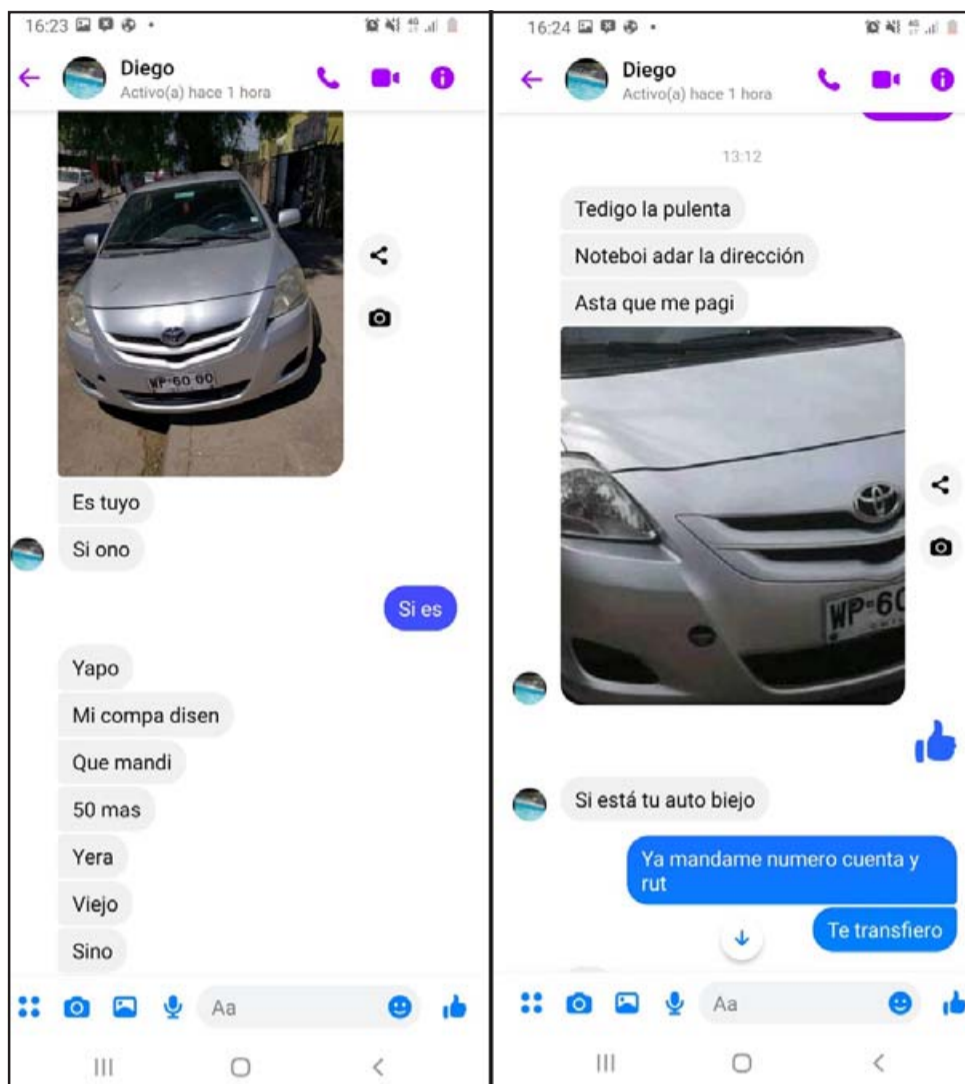 16:23
Diego
Activo(a) hace 1 hora
WP·60·00
Es tuyo
Si ono
Si es
Yapo
Mi compa disen
Que mandi
50 mas
Yera
Viejo
Sino
Aa
16:24
Diego
Activo(a) hace 1 hora
13:12
Tedigo la pulenta
Noteboi adar la dirección
Asta que me pagi
WP·60
Si está tu auto biejo
Ya mandame numero cuenta y
rut
Te transfiero
Aa